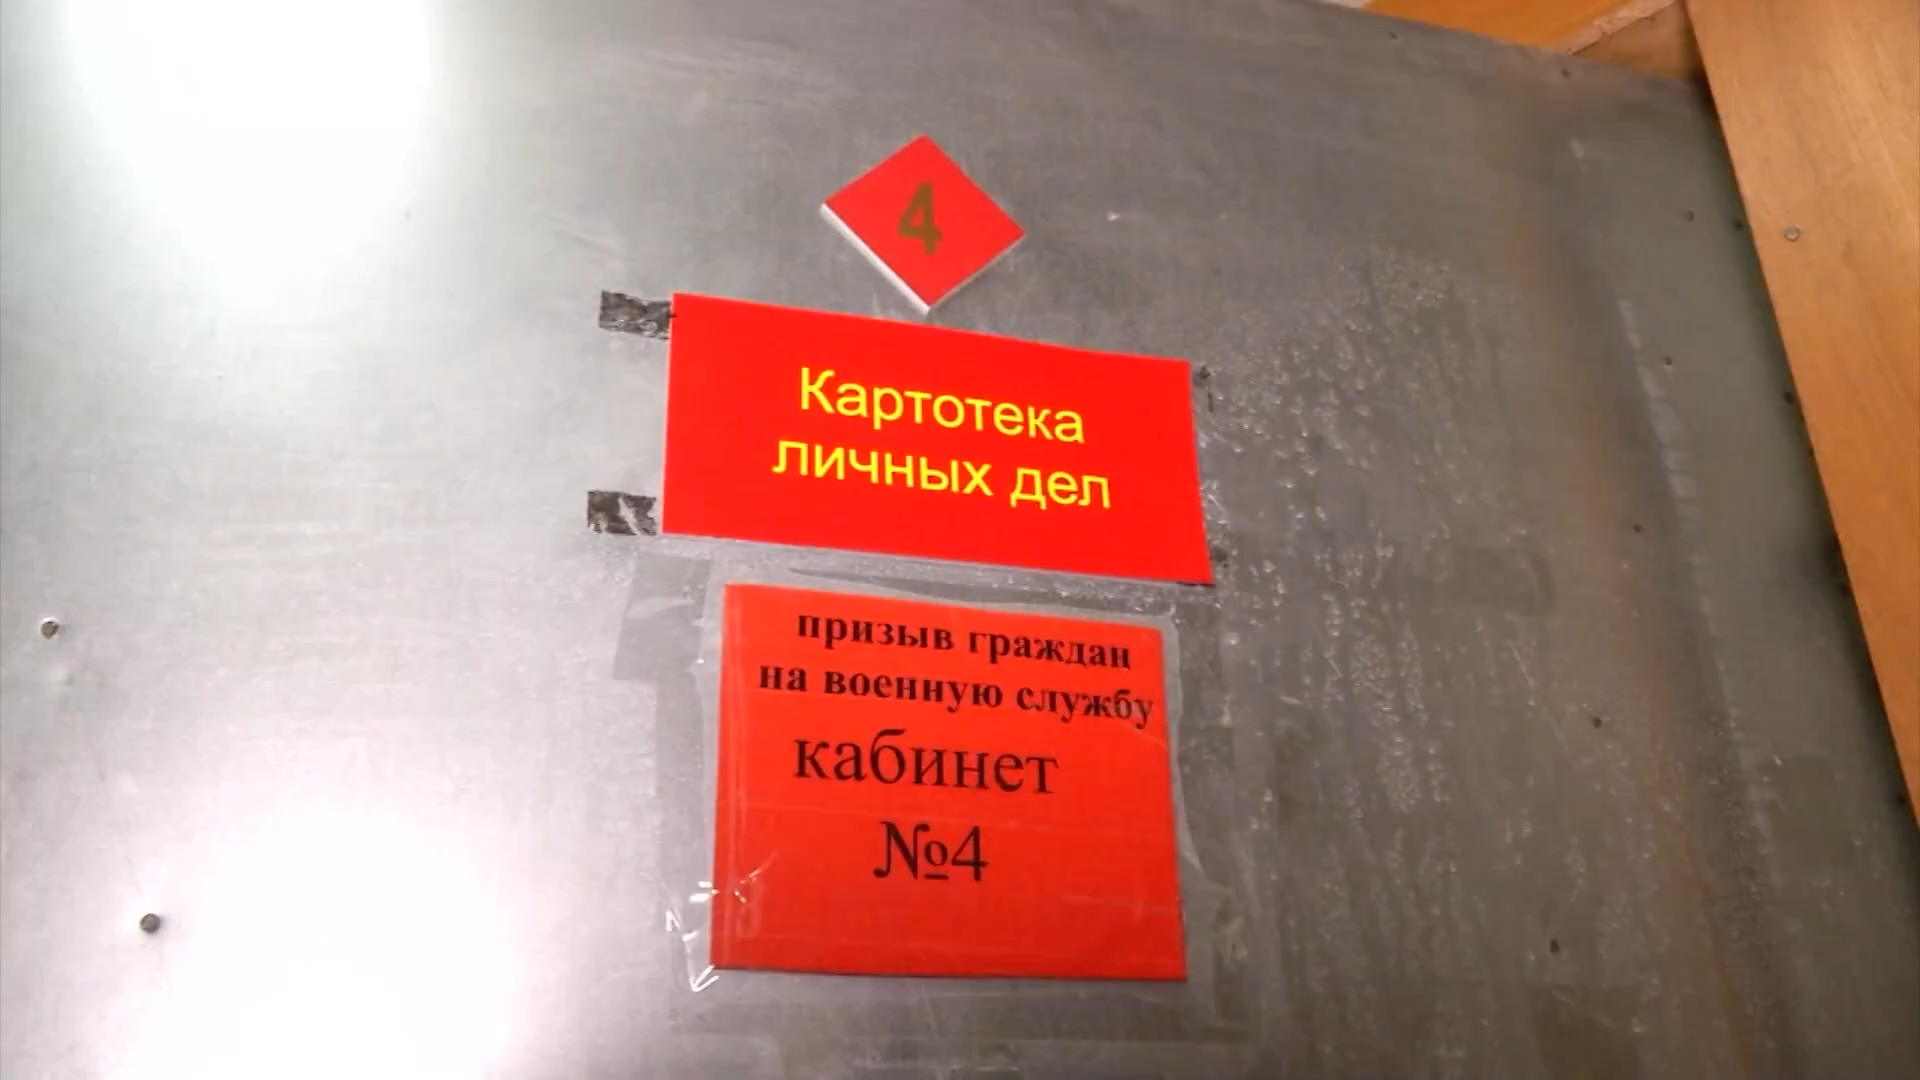 4
Картотека
личных дел
призыв граждан
на военную службу
кабинет
№4